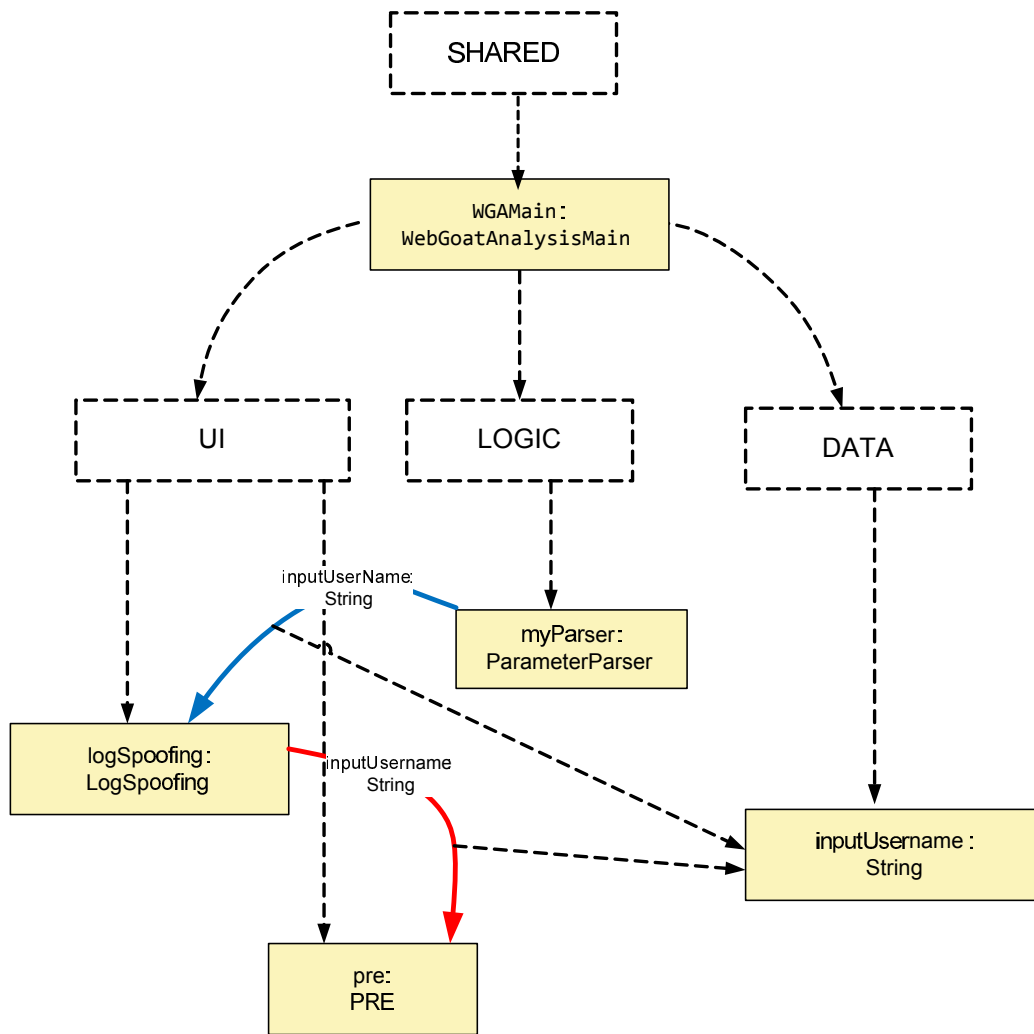 SHARED
WGAMain:
WebGoatAnalysisMain
UI
LOGIC
DATA
inputUserName:
String
myParser:
ParameterParser
logSpoofing:
LogSpoofing
inputUsername
String
inputUsername:
String
pre:
PRE